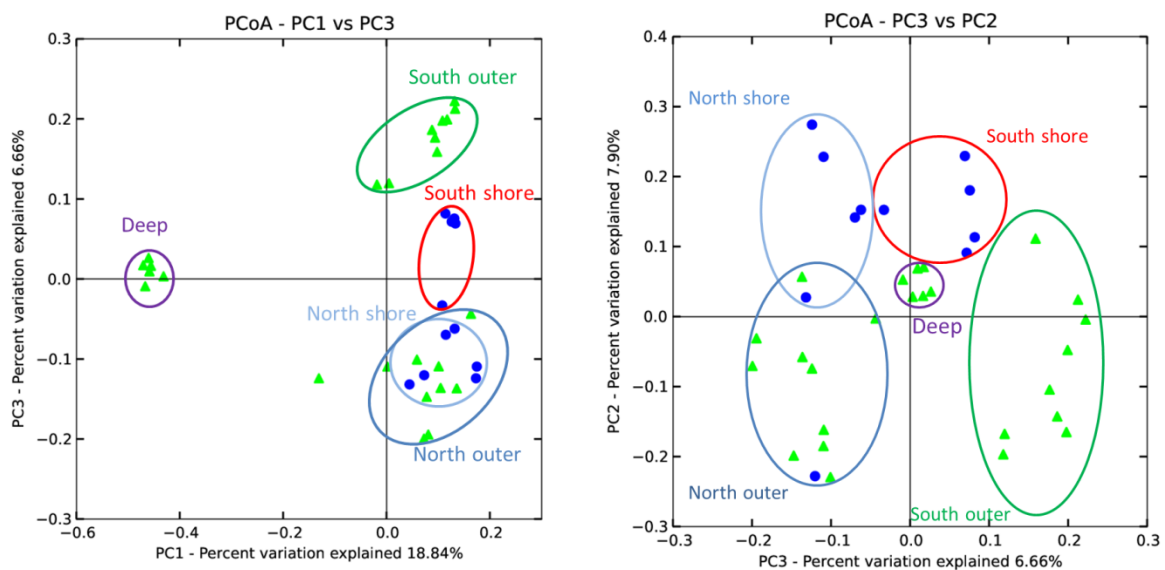 PCoA - PC1 vs PC3
0.3
0.2
0.1
0.0
−0.1
−0.2
−0.3
−0.6
−0.4
−0.2
0.0
0.2
PC3 - Percent variation explained 6.66%
PC1 - Percent variation explained 18.84%
South outer
South shore
Deep
North shore
North outer
PCoA - PC3 vs PC2
0.4
0.3
0.2
0.1
0.0
−0.1
−0.2
−0.3
−0.3
−0.2
−0.1
0.0
0.1
0.2
0.3
PC2 - Percent variation explained 7.90%
PC3 - Percent variation explained 6.66%
North shore
South shore
Deep
North outer
South outer